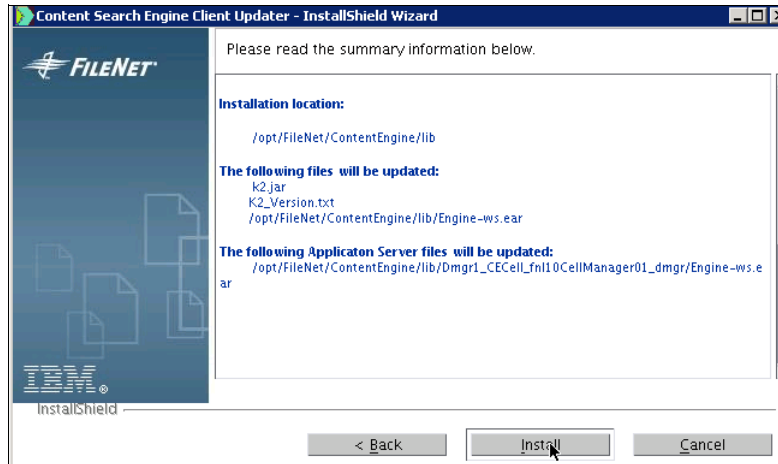 Content Search Engine Client Updater - InstallShield Wizard
FILENET
Please read the summary information below.
Installation location:
/opt/FileNet/ContentEngine/lib
The following files will be updated:
k2.jar
K2_Version.txt
/opt/FileNet/ContentEngine/lib/Engine-ws.ear
The following Applicaton Server files will be updated:
/opt/FileNet/ContentEngine/lib/Dmgr1_CECell_fnl10CellManager01_dmgr/Engine-ws.e
ar
IBM®
InstallShield
< Back
Install
Cancel